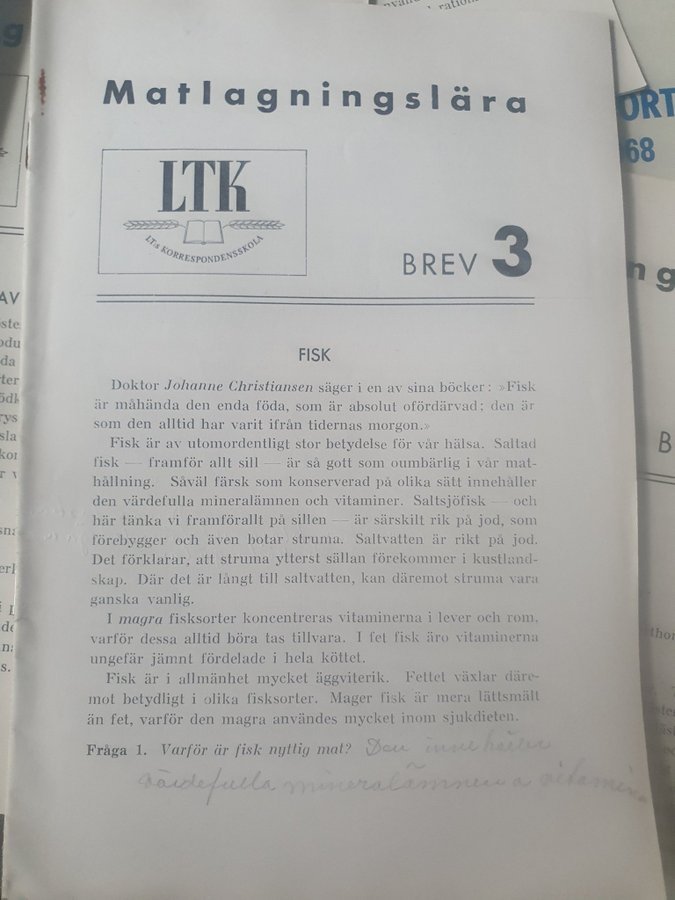 Matlagningslära
LTK
LT:s KORRESPONDENSSKOLA
BREV 3
FISK
Doktor Johanne Christiansen säger i en av sina böcker: »Fisk
är måhända den enda föda, som är absolut ofördärvad; den är
som den alltid har varit ifrån tidernas morgon.»
Fisk är av utomordentligt stor betydelse för vår hälsa. Saltad
fisk — framför allt sill — är så gott som oumbärlig i vår mat-
hållning. Såväl färsk som konserverad på olika sätt innehåller
den värdefulla mineralämnen och vitaminer. Saltsjöfisk — och
här tänka vi framförallt på sillen — är särskilt rik på jod, som
förebygger och även botar struma. Saltvatten är rikt på jod.
Det förklarar, att struma ytterst sällan förekommer i kustland-
skap. Där det är långt till saltvatten, kan däremot struma vara
ganska vanlig.
I magra fisksorter koncentreras vitaminerna i lever och rom,
varför dessa alltid böra tas tillvara. I fet fisk äro vitaminerna
ungefär jämnt fördelade i hela köttet.
Fisk är i allmänhet mycket äggviterik. Fettet växlar däre-
mot betydligt i olika fisksorter. Mager fisk är mera lättsmält
än fet, varför den magra användes mycket inom sjukdieten.
Fråga 1. Varför är fisk nyttig mat? Den innehåller
värdefulla mineralämnen o vitamin
ORT
68
ng
B
AV